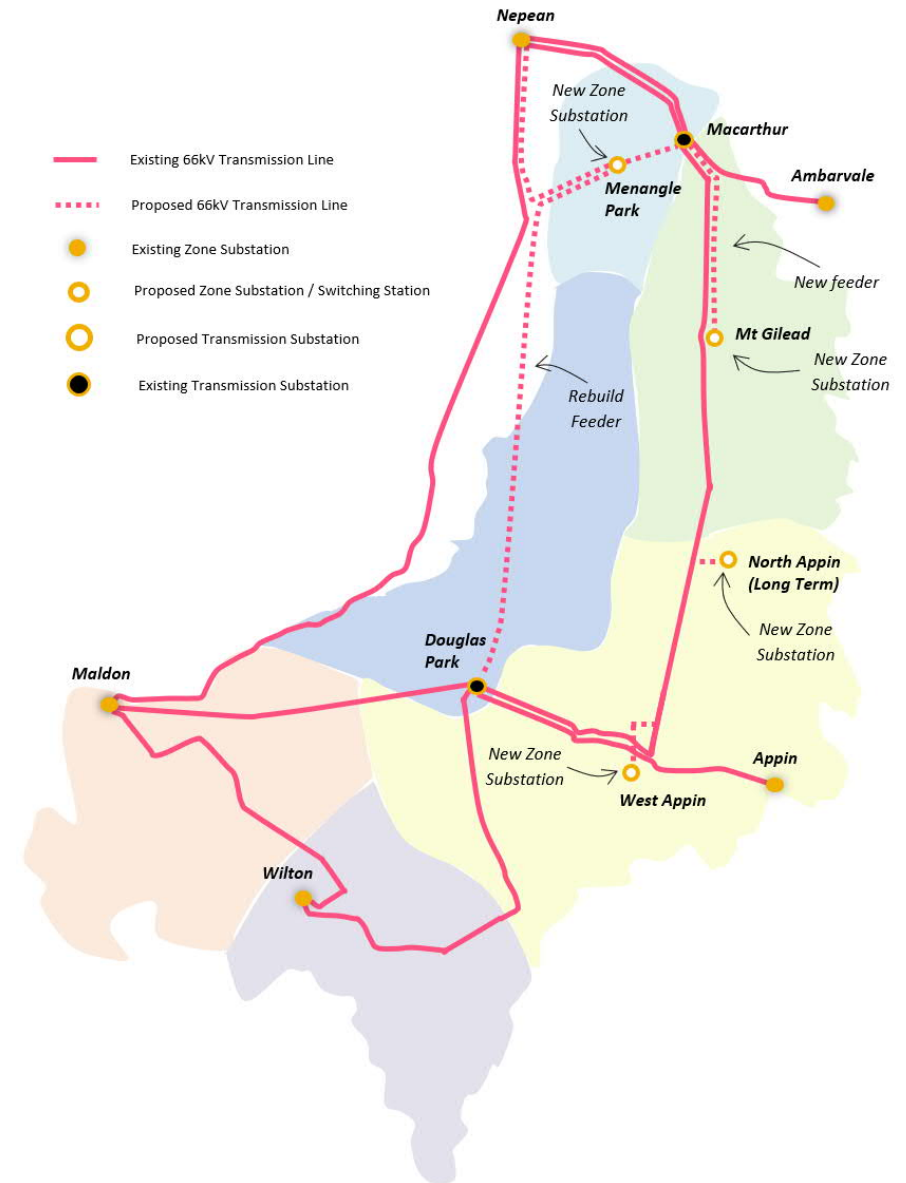 Nepean
New Zone
Substation
Macarthur
Existing 66kV Transmission Line
Ambarvale
Menangle
Park
Proposed 66kV Transmission Line
Existing Zone Substation
New feeder
Proposed Zone Substation / Switching Station
Mt Gilead
Proposed Transmission Substation
New Zone
Substation
Existing Transmission Substation
Rebuild
Feeder
North Appin
(Long Term)
New Zone
Substation
Douglas
Park
Maldon
New Zone
Substation
Appin
West Appin
Wilton